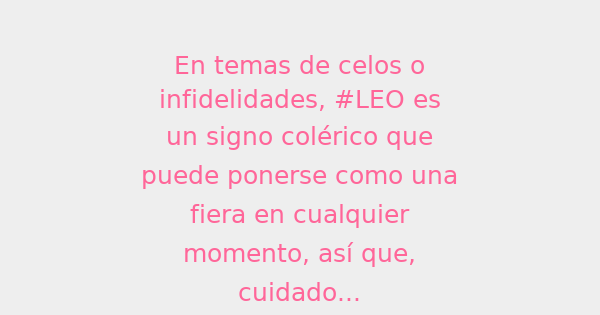 En temas de celos o
infidelidades, #LEO es
un signo colérico que
puede ponerse como una
fiera en cualquier
momento, así que,
cuidado...